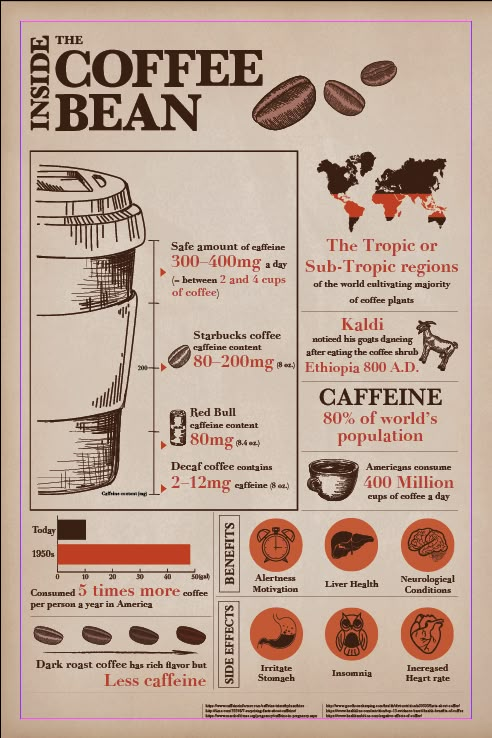 INSIDE
THE
COFFEE
BEAN
Safe amount of caffeine
300–400mg a day
(= between 2 and 4 cups
of coffee)
Starbucks coffee
caffeine content
80–200mg (8 oz.)
200
Red Bull
caffeine content
80mg (8.4 oz.)
Decaf coffee contains
2–12mg caffeine (8 oz.)
Caffeine content (mg)
The Tropic or
Sub-Tropic regions
of the world cultivating majority
of coffee plants
Kaldi
noticed his goats dancing
after eating the coffee shrub
Ethiopia 800 A.D.
CAFFEINE
80% of world's
population
Americans consume
400 Million
cups of coffee a day
Today
1950s
0 10 20 30 40 50(gal)
Consumed 5 times more coffee
per person a year in America
Dark roast coffee has rich flavor but
Less caffeine
BENEFITS
Alertness
Motivation
Liver Health
Neurological
Conditions
SIDE EFFECTS
Irritate
Stomach
Insomnia
Increased
Heart rate